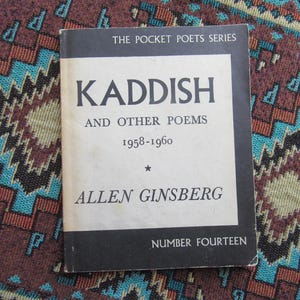 THE POCKET POETS SERIES
KADDISH
AND OTHER POEMS
1958-1960
★
ALLEN GINSBERG
NUMBER FOURTEEN